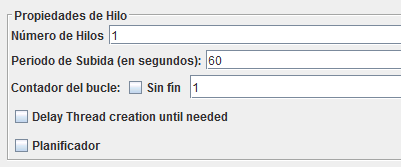 Propiedades de Hilo
Número de Hilos 1
Periodo de Subida (en segundos): 60
Contador del bucle: Sin fin 1
Delay Thread creation until needed
Planificador